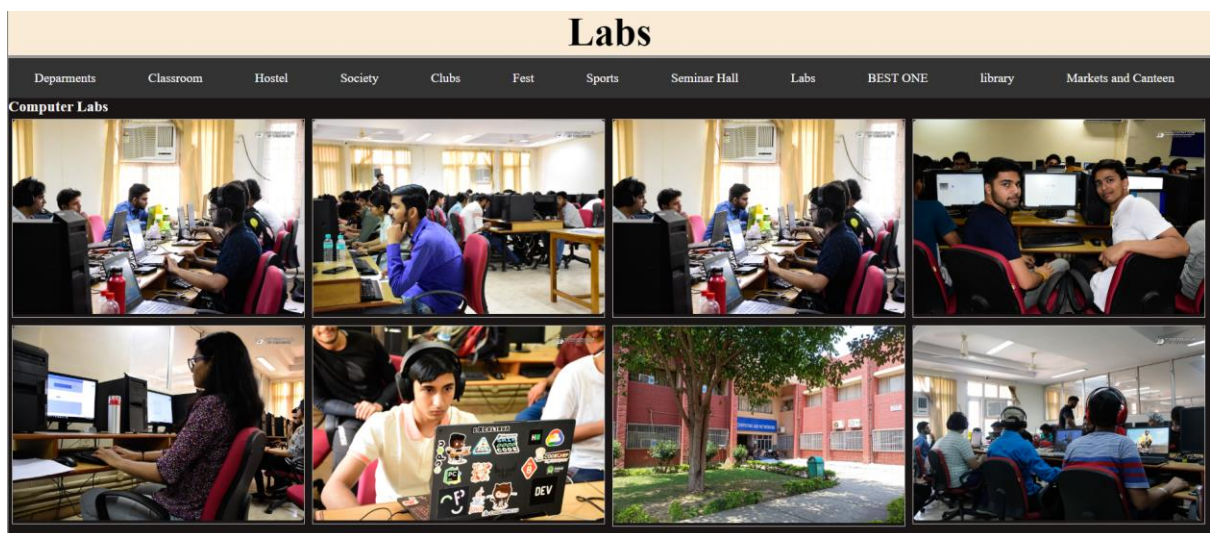 Labs
Deparments Classroom Hostel Society Clubs Fest Sports Seminar Hall Labs BEST ONE library Markets and Canteen
Computer Labs
DEV